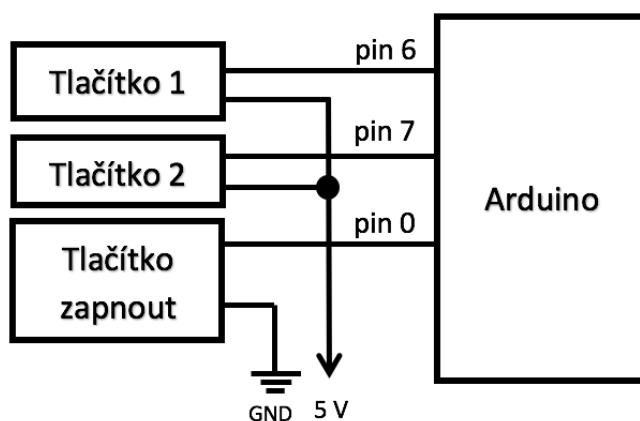 Tlačítko 1
pin 6
Tlačítko 2
pin 7
Tlačítko
zapnout
pin 0
Arduino
GND
5 V